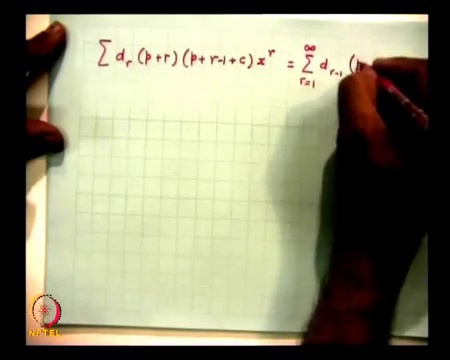 ∑ d_r (p+r) (p+r-1+c) x^r = ∑_{r=1}^{∞} d_{r-1} (
NPTEL